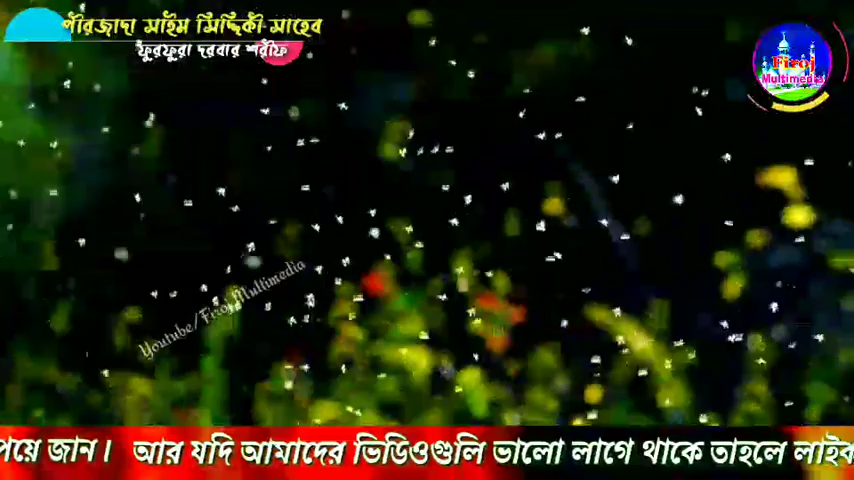 পীরজাদা সাইম সিদ্দিকী সাহেব
ফুরফুরা দরবার শরীফ
Firoj
Multimedia
Youtube/Firoj Multimedia
পেয়ে জান। আর যদি আমাদের ভিডিওগুলি ভালো লাগে থাকে তাহলে লাইক